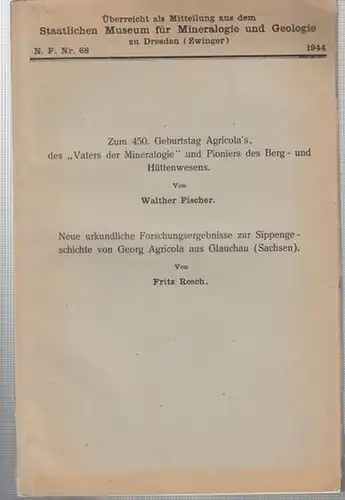 Überreicht als Mitteilung aus dem
Staatlichen Museum für Mineralogie und Geologie
zu Dresden (Zwinger)
N. F. Nr. 68 1944
Zum 450. Geburtstag Agricola's,
des „Vaters der Mineralogie" und Pioniers des Berg- und
Hüttenwesens.
Von
Walther Fischer.
Neue urkundliche Forschungsergebnisse zur Sippenge-
schichte von Georg Agricola aus Glauchau (Sachsen).
Von
Fritz Resch.